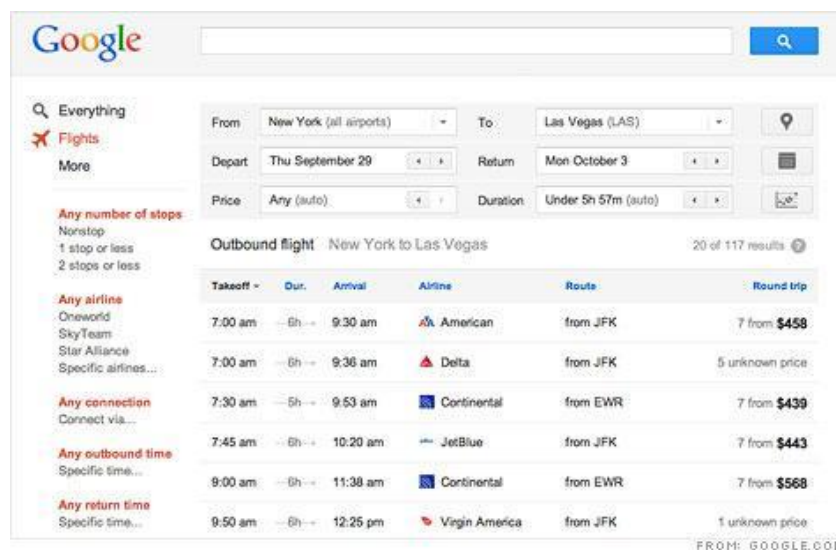 Google
Everything
Flights
More
Any number of stops
Nonstop
1 stop or less
2 stops or less
Any airline
Oneworld
SkyTeam
Star Alliance
Specific airlines...
Any connection
Connect via...
Any outbound time
Specific time...
Any return time
Specific time...
From New York (all airports) To Las Vegas (LAS)
Depart Thu September 29 Return Mon October 3
Price Any (auto) Duration Under 5h 57m (auto)
Outbound flight New York to Las Vegas 20 of 117 results ?
Takeoff Dur. Arrival Airline Route Round trip
7:00 am 6h 9:30 am American from JFK 7 from $458
7:00 am 6h 9:36 am Delta from JFK 5 unknown price
7:30 am 5h 9:53 am Continental from EWR 7 from $439
7:45 am 6h 10:20 am JetBlue from JFK 7 from $443
9:00 am 6h 11:38 am Continental from EWR 7 from $568
9:50 am 6h 12:25 pm Virgin America from JFK 1 unknown price
FROM: GOOGLE.COM